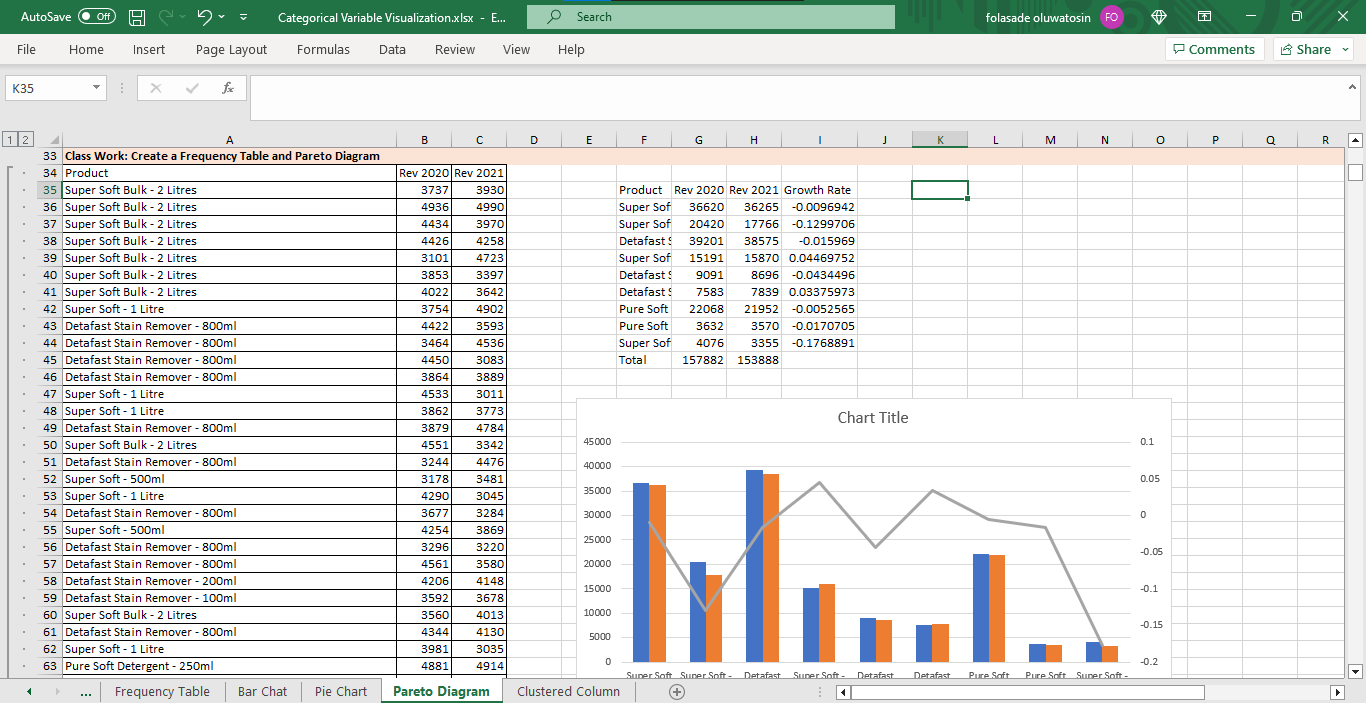 AutoSave Off Categorical Variable Visualization.xlsx - E... Search folasade oluwatosin FO
File Home Insert Page Layout Formulas Data Review View Help Comments Share
K35 fx
1 2 A B C D E F G H I J K L M N O P Q R
33 Class Work: Create a Frequency Table and Pareto Diagram
34 Product Rev 2020 Rev 2021
35 Super Soft Bulk - 2 Litres 3737 3930 Product Rev 2020 Rev 2021 Growth Rate
36 Super Soft Bulk - 2 Litres 4936 4990 Super Sof 36620 36265 -0.0096942
37 Super Soft Bulk - 2 Litres 4434 3970 Super Sof 20420 17766 -0.1299706
38 Super Soft Bulk - 2 Litres 4426 4258 Detafast S 39201 38575 -0.015969
39 Super Soft Bulk - 2 Litres 3101 4723 Super Sof 15191 15870 0.04469752
40 Super Soft Bulk - 2 Litres 3853 3397 Detafast S 9091 8696 -0.0434496
41 Super Soft Bulk - 2 Litres 4022 3642 Detafast S 7583 7839 0.03375973
42 Super Soft - 1 Litre 3754 4902 Pure Soft 22068 21952 -0.0052565
43 Detafast Stain Remover - 800ml 4422 3593 Pure Soft 3632 3570 -0.0170705
44 Detafast Stain Remover - 800ml 3464 4536 Super Sof 4076 3355 -0.1768891
45 Detafast Stain Remover - 800ml 4450 3083 Total 157882 153888
46 Detafast Stain Remover - 800ml 3864 3889
47 Super Soft - 1 Litre 4533 3011
48 Super Soft - 1 Litre 3862 3773
49 Detafast Stain Remover - 800ml 3879 4784
50 Super Soft Bulk - 2 Litres 4551 3342
51 Detafast Stain Remover - 800ml 3244 4476
52 Super Soft - 500ml 3178 3481
53 Super Soft - 1 Litre 4290 3045
54 Detafast Stain Remover - 800ml 3677 3284
55 Super Soft - 500ml 4254 3869
56 Detafast Stain Remover - 800ml 3296 3220
57 Detafast Stain Remover - 800ml 4561 3580
58 Detafast Stain Remover - 200ml 4206 4148
59 Detafast Stain Remover - 100ml 3592 3678
60 Super Soft Bulk - 2 Litres 3560 4013
61 Detafast Stain Remover - 800ml 4344 4130
62 Super Soft - 1 Litre 3981 3035
63 Pure Soft Detergent - 250ml 4881 4914
Chart Title
45000 0.1
40000
35000 0.05
30000 0
25000
20000 -0.05
15000 -0.1
10000
5000 -0.15
0 -0.2
Super Soft Super Soft - Detafast Super Soft - Detafast Detafast Pure Soft Pure Soft Super Soft -
... Frequency Table Bar Chat Pie Chart Pareto Diagram Clustered Column